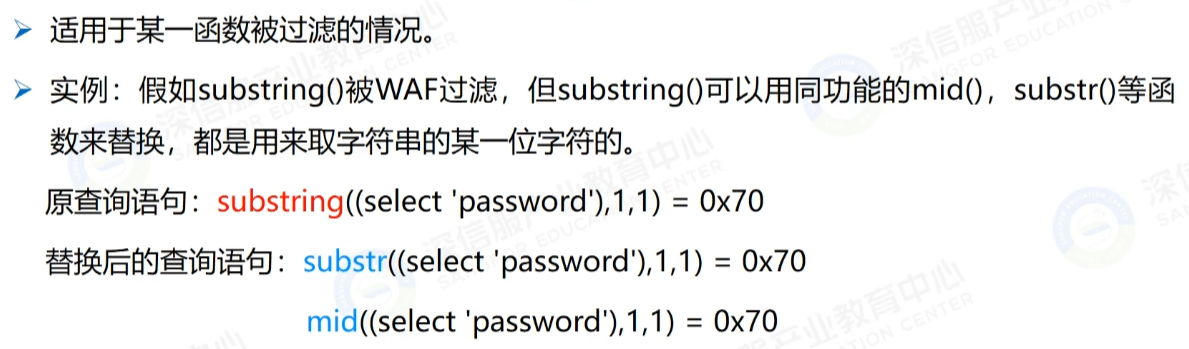 ➢ 适用于某一函数被过滤的情况。
➢ 实例：假如substring()被WAF过滤，但substring()可以用同功能的mid()，substr()等函
数来替换，都是用来取字符串的某一位字符的。
原查询语句：substring((select 'password'),1,1) = 0x70
替换后的查询语句：substr((select 'password'),1,1) = 0x70
mid((select 'password'),1,1) = 0x70
深信服产业教育中心
SANGFOR EDUCATION CENTER